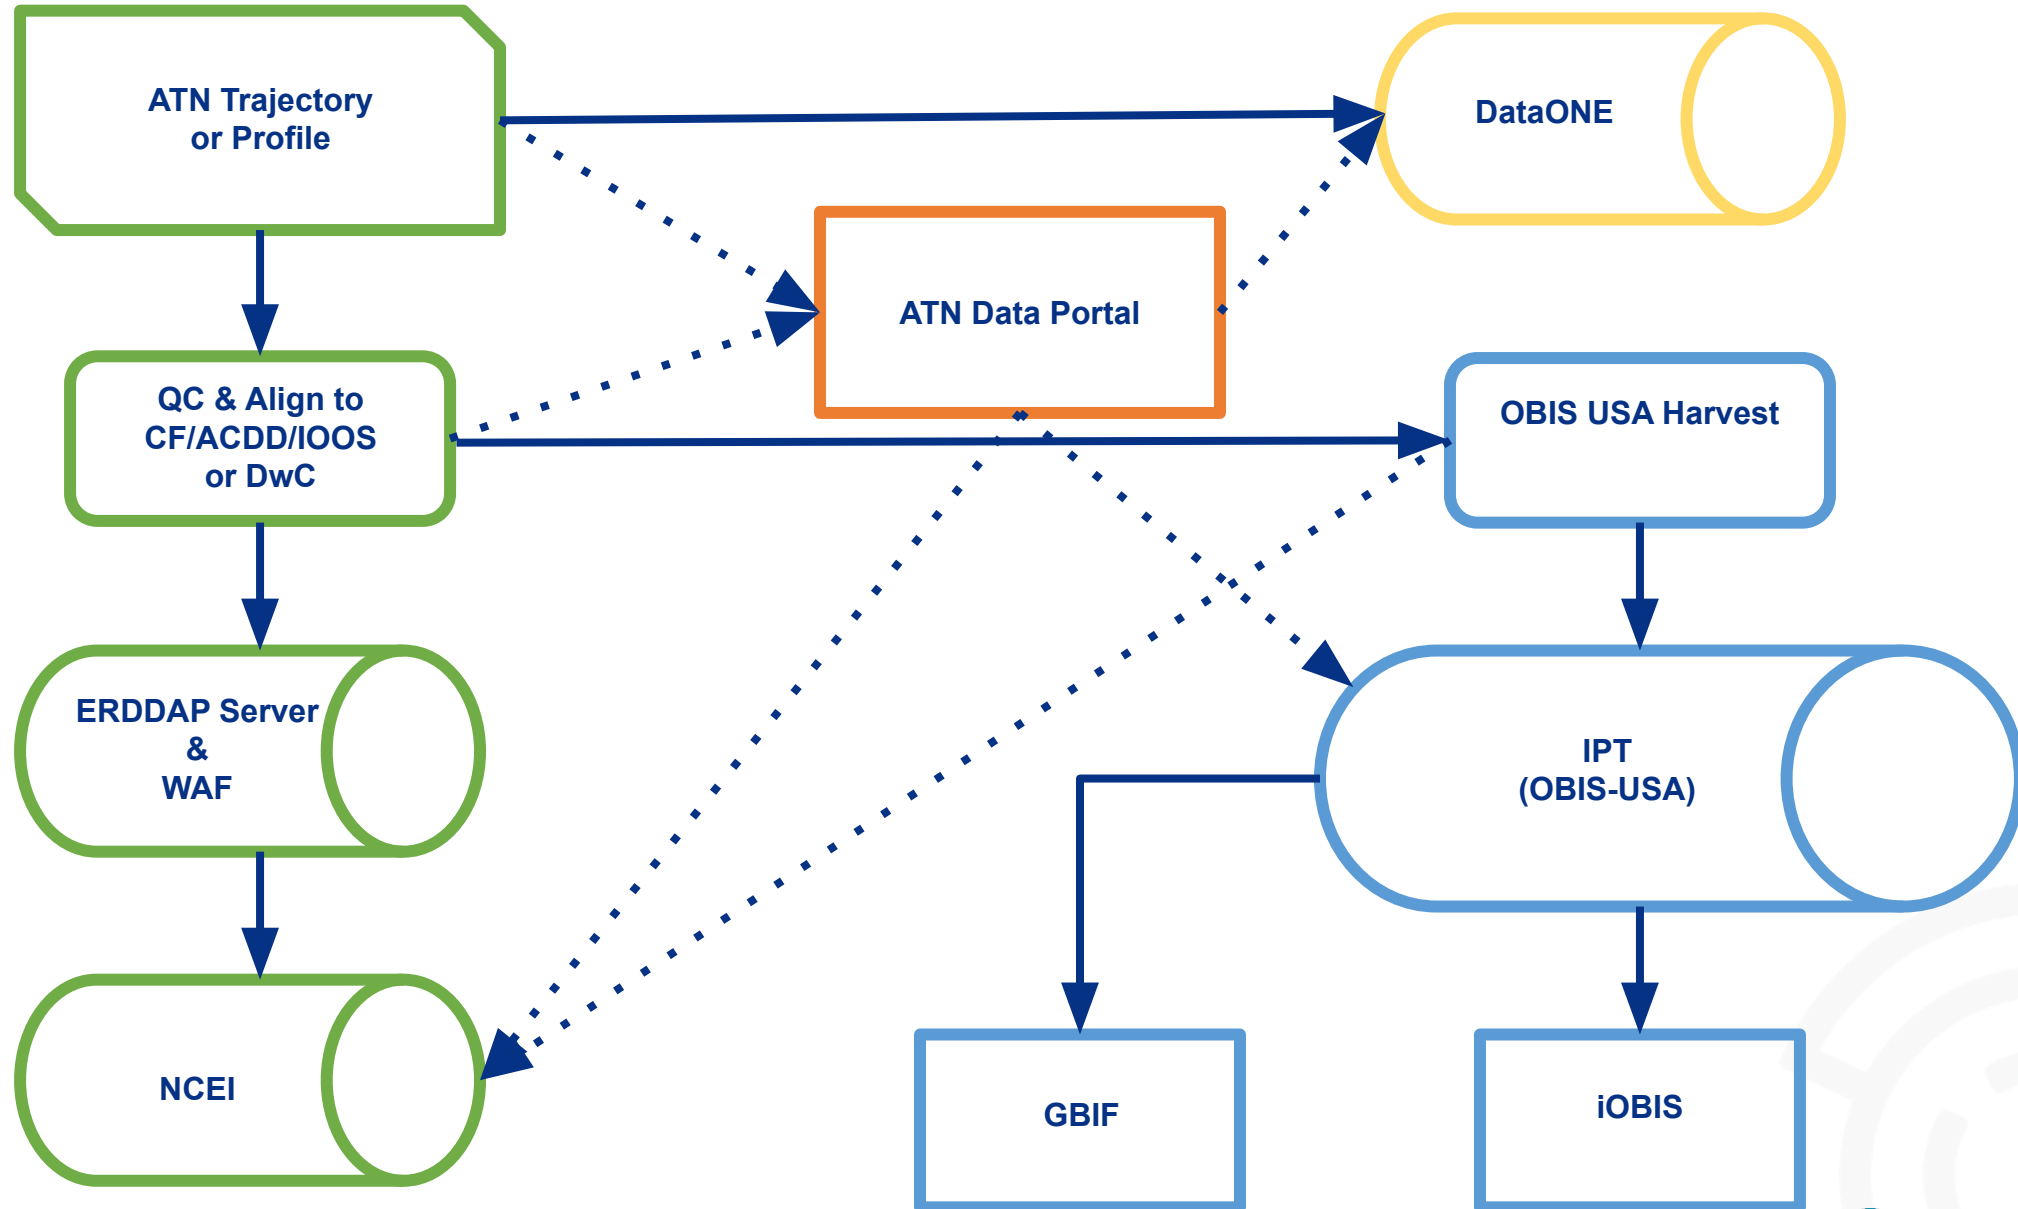 ATN Trajectory
or Profile
DataONE
ATN Data Portal
QC & Align to
CF/ACDD/IOOS
or DwC
OBIS USA Harvest
ERDDAP Server
&
WAF
IPT
(OBIS-USA)
NCEI
GBIF
iOBIS